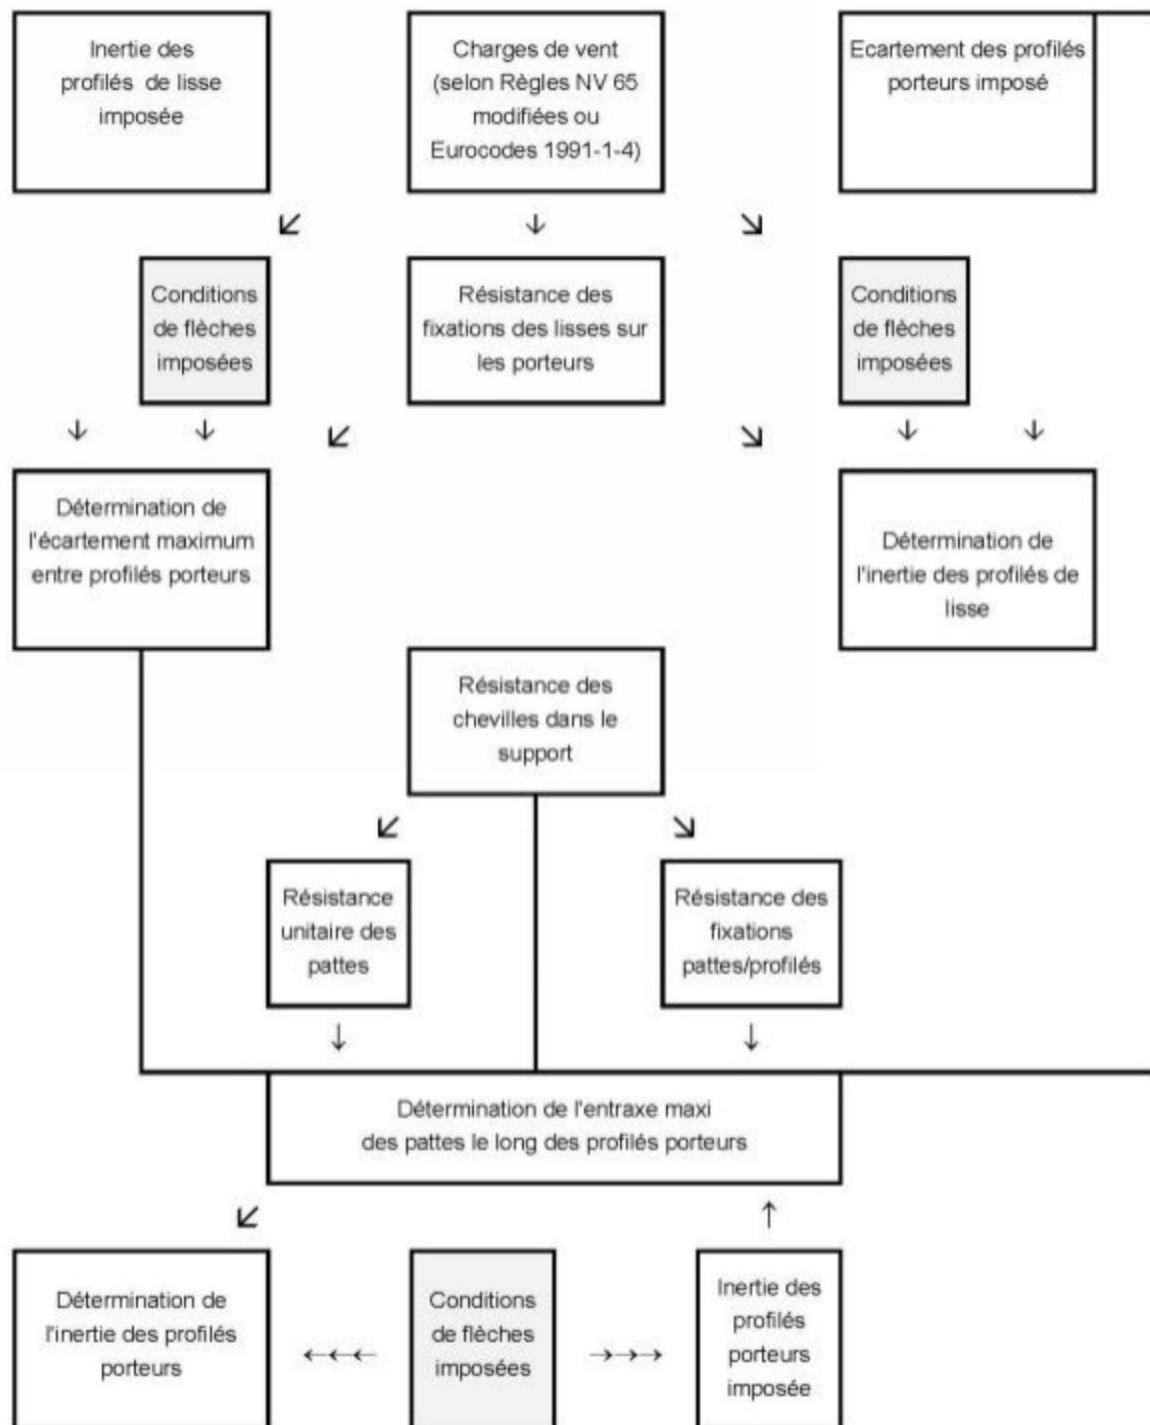 Inertie des
profilés de lisse
imposée
Charges de vent
(selon Règles NV 65
modifiées ou
Eurocodes 1991-1-4)
Ecartement des profilés
porteurs imposé
Conditions
de flèches
imposées
Résistance des
fixations des lisses sur
les porteurs
Conditions
de flèches
imposées
Détermination de
l'écartement maximum
entre profilés porteurs
Détermination de
l'inertie des profilés de
lisse
Résistance des
chevilles dans le
support
Résistance
unitaire des
pattes
Résistance des
fixations
pattes/profilés
Détermination de l'entraxe maxi
des pattes le long des profilés porteurs
Détermination de
l'inertie des profilés
porteurs
Conditions
de flèches
imposées
Inertie des
profilés
porteurs
imposée